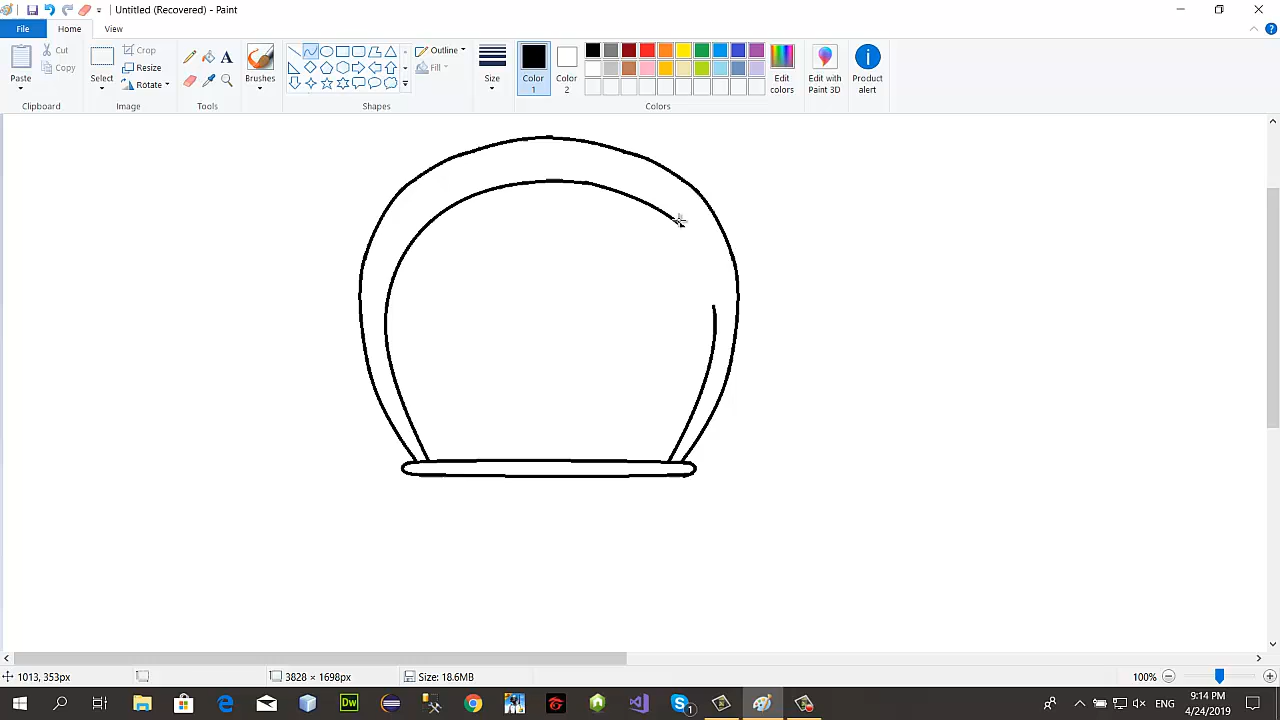 Untitled (Recovered) - Paint
File
Home
View
Paste
Cut
Copy
Clipboard
Select
Crop
Resize
Rotate
Image
A
Tools
Brushes
Outline
Fill
Shapes
Size
Color
1
Color
2
Colors
Edit
colors
Edit with
Paint 3D
Product
alert
1013, 353px
3828 × 1698px
Size: 18.6MB
100%
Dw
1
ENG
9:14 PM
4/24/2019